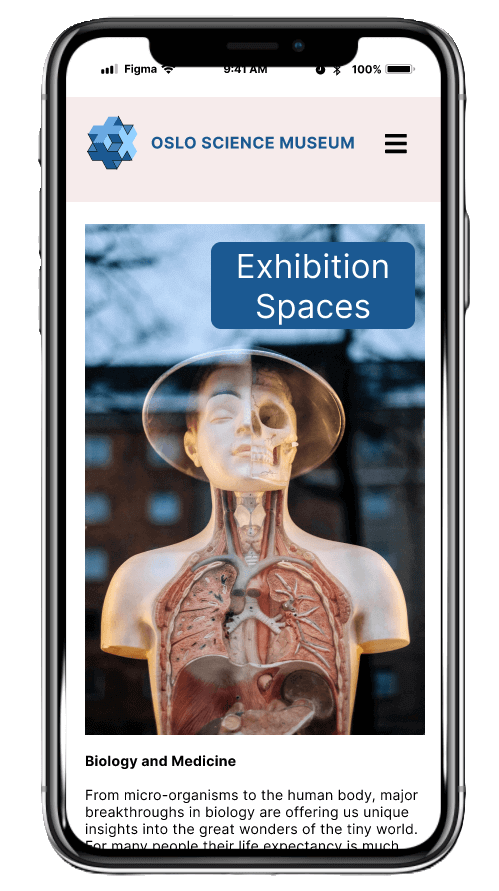 Figma 9:41 AM 100%
OSLO SCIENCE MUSEUM
Exhibition
Spaces
Biology and Medicine
From micro-organisms to the human body, major
breakthroughs in biology are offering us unique
insights into the great wonders of the tiny world.
For many people their life expectancy is much